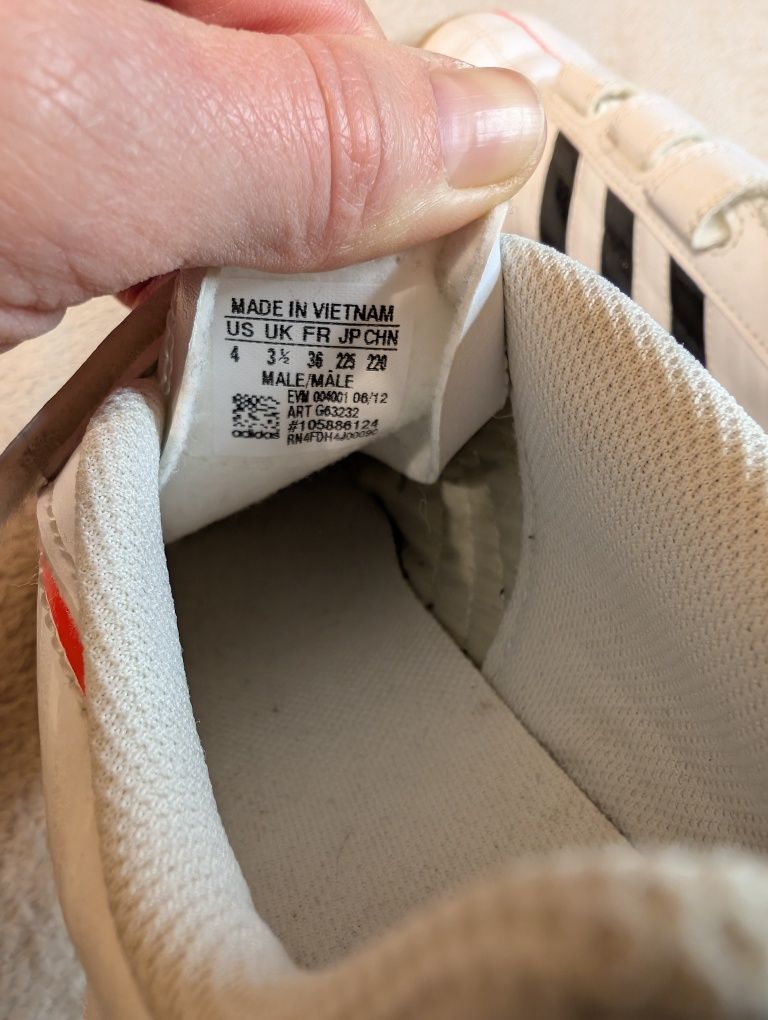 MADE IN VIETNAM
US UK FR JP CHN
4 3½ 36 225 220
MALE/MÂLE
EVM 004001 06/12
ART G63232
#105886124
adidas